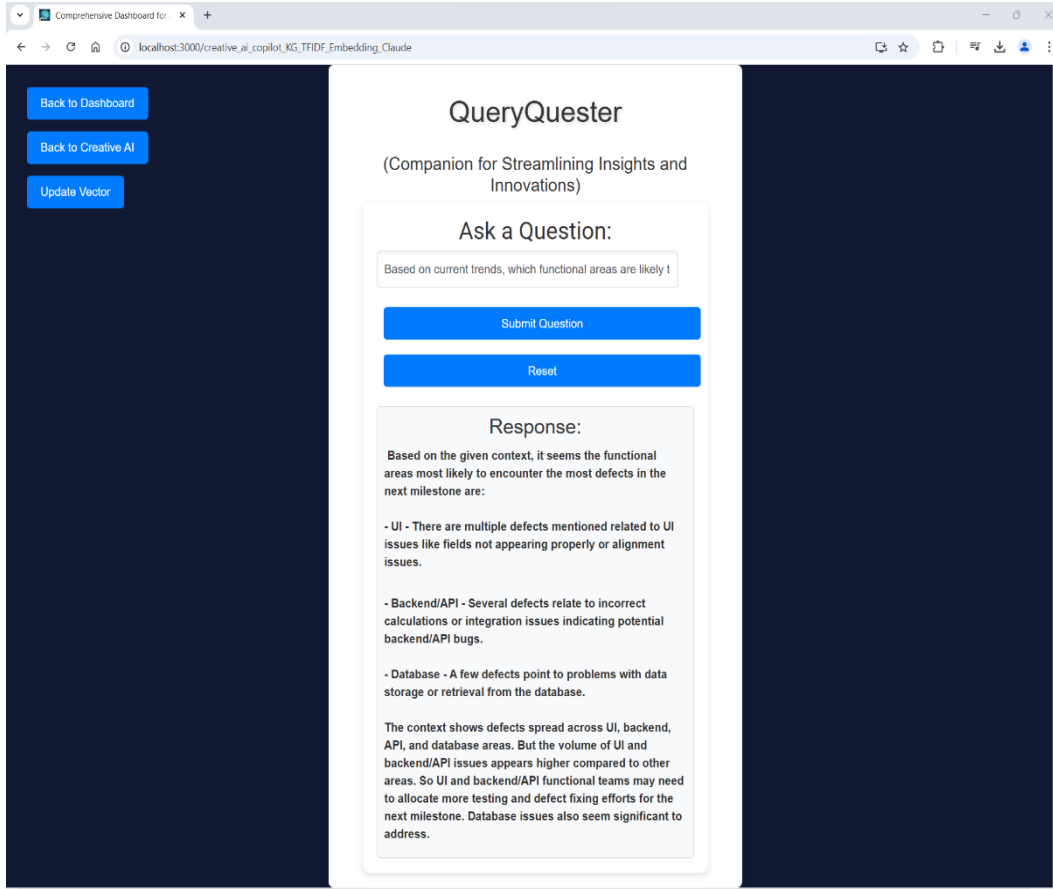 Comprehensive Dashboard for
localhost:3000/creative_ai_copilot_KG_TFIDF_Embedding_Claude
Back to Dashboard
Back to Creative AI
Update Vector
QueryQuester
(Companion for Streamlining Insights and
Innovations)
Ask a Question:
Based on current trends, which functional areas are likely t
Submit Question
Reset
Response:
Based on the given context, it seems the functional
areas most likely to encounter the most defects in the
next milestone are:
- UI - There are multiple defects mentioned related to UI
issues like fields not appearing properly or alignment
issues.
- Backend/API - Several defects relate to incorrect
calculations or integration issues indicating potential
backend/API bugs.
- Database - A few defects point to problems with data
storage or retrieval from the database.
The context shows defects spread across UI, backend,
API, and database areas. But the volume of UI and
backend/API issues appears higher compared to other
areas. So UI and backend/API functional teams may need
to allocate more testing and defect fixing efforts for the
next milestone. Database issues also seem significant to
address.